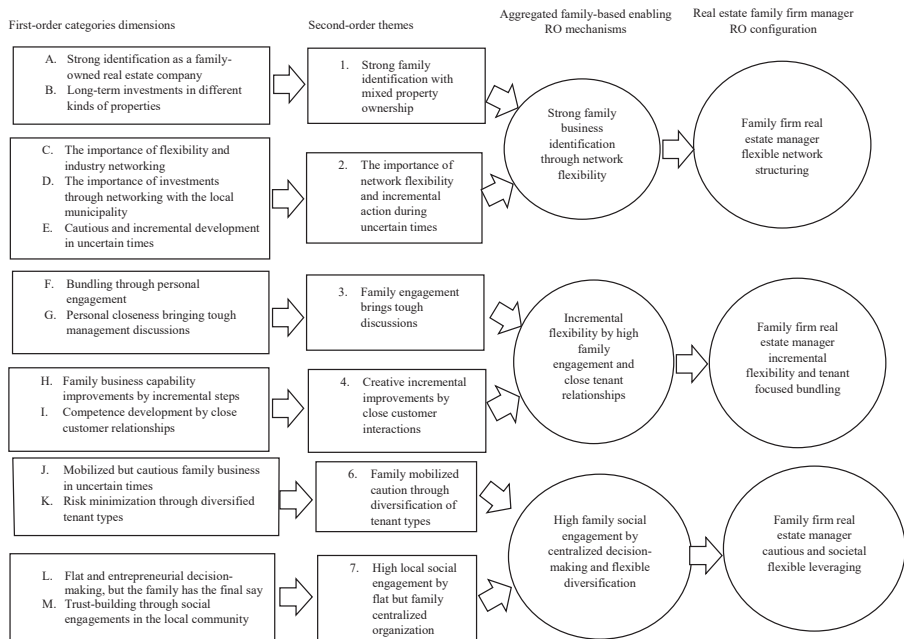 First-order categories dimensions
Second-order themes
Aggregated family-based enabling
RO mechanisms
Real estate family firm manager
RO configuration
A. Strong identification as a family-
owned real estate company
B. Long-term investments in different
kinds of properties
1. Strong family
identification with
mixed property
ownership
C. The importance of flexibility and
industry networking
D. The importance of investments
through networking with the local
municipality
E. Cautious and incremental development
in uncertain times
2. The importance of
network flexibility
and incremental
action during
uncertain times
Strong family
business
identification
through network
flexibility
Family firm real
estate manager
flexible network
structuring
F. Bundling through personal
engagement
G. Personal closeness bringing tough
management discussions
3. Family engagement
brings tough
discussions
H. Family business capability
improvements by incremental steps
I. Competence development by close
customer relationships
4. Creative incremental
improvements by
close customer
interactions
Incremental
flexibility by high
family
engagement and
close tenant
relationships
Family firm real
estate manager
incremental
flexibility and tenant
focused bundling
J. Mobilized but cautious family business
in uncertain times
K. Risk minimization through diversified
tenant types
6. Family mobilized
caution through
diversification of
tenant types
L. Flat and entrepreneurial decision-
making, but the family has the final say
M. Trust-building through social
engagements in the local community
7. High local social
engagement by
flat but family
centralized
organization
High family social
engagement by
centralized decision-
making and flexible
diversification
Family firm real
estate manager
cautious and societal
flexible leveraging